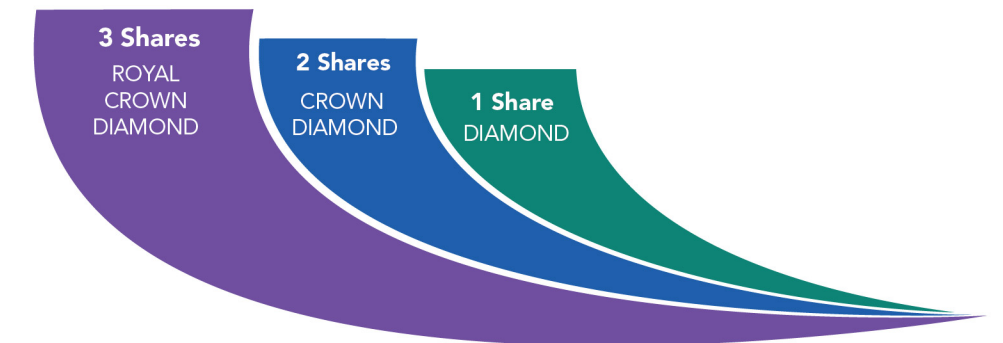 3 Shares
ROYAL
CROWN
DIAMOND
2 Shares
CROWN
DIAMOND
1 Share
DIAMOND